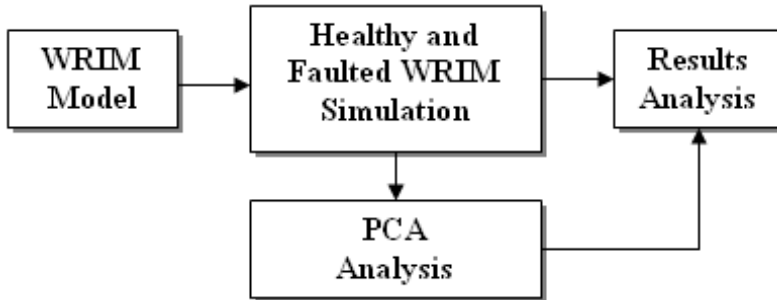 WRIM
Model
Healthy and
Faulted WRIM
Simulation
Results
Analysis
PCA
Analysis